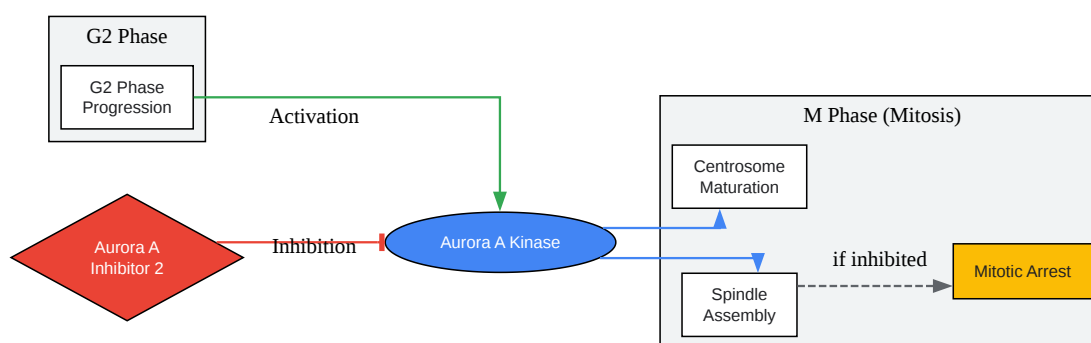 G2 Phase
G2 Phase
Progression
Activation
M Phase (Mitosis)
Centrosome
Maturation
Aurora A
Inhibitor 2
Inhibition
Aurora A Kinase
if inhibited
Mitotic Arrest
Spindle
Assembly